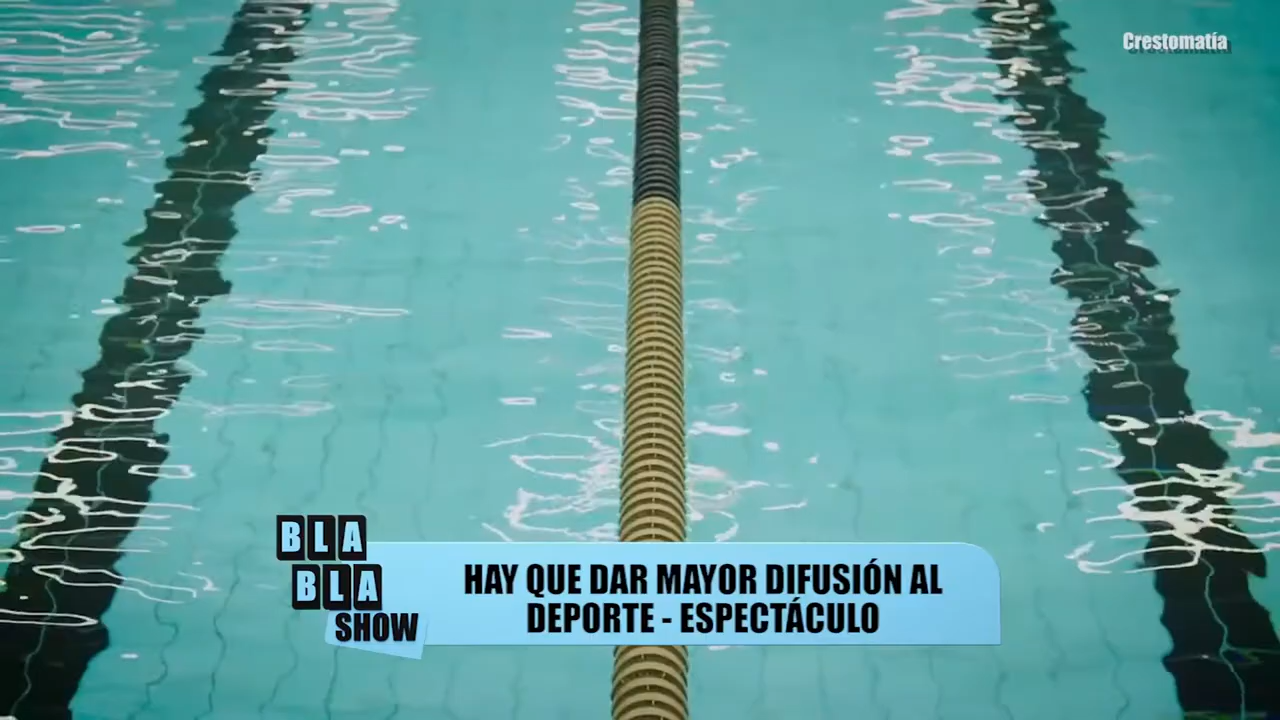 Crestomatía
BLA
BLA
SHOW
HAY QUE DAR MAYOR DIFUSIÓN AL
DEPORTE - ESPECTÁCULO